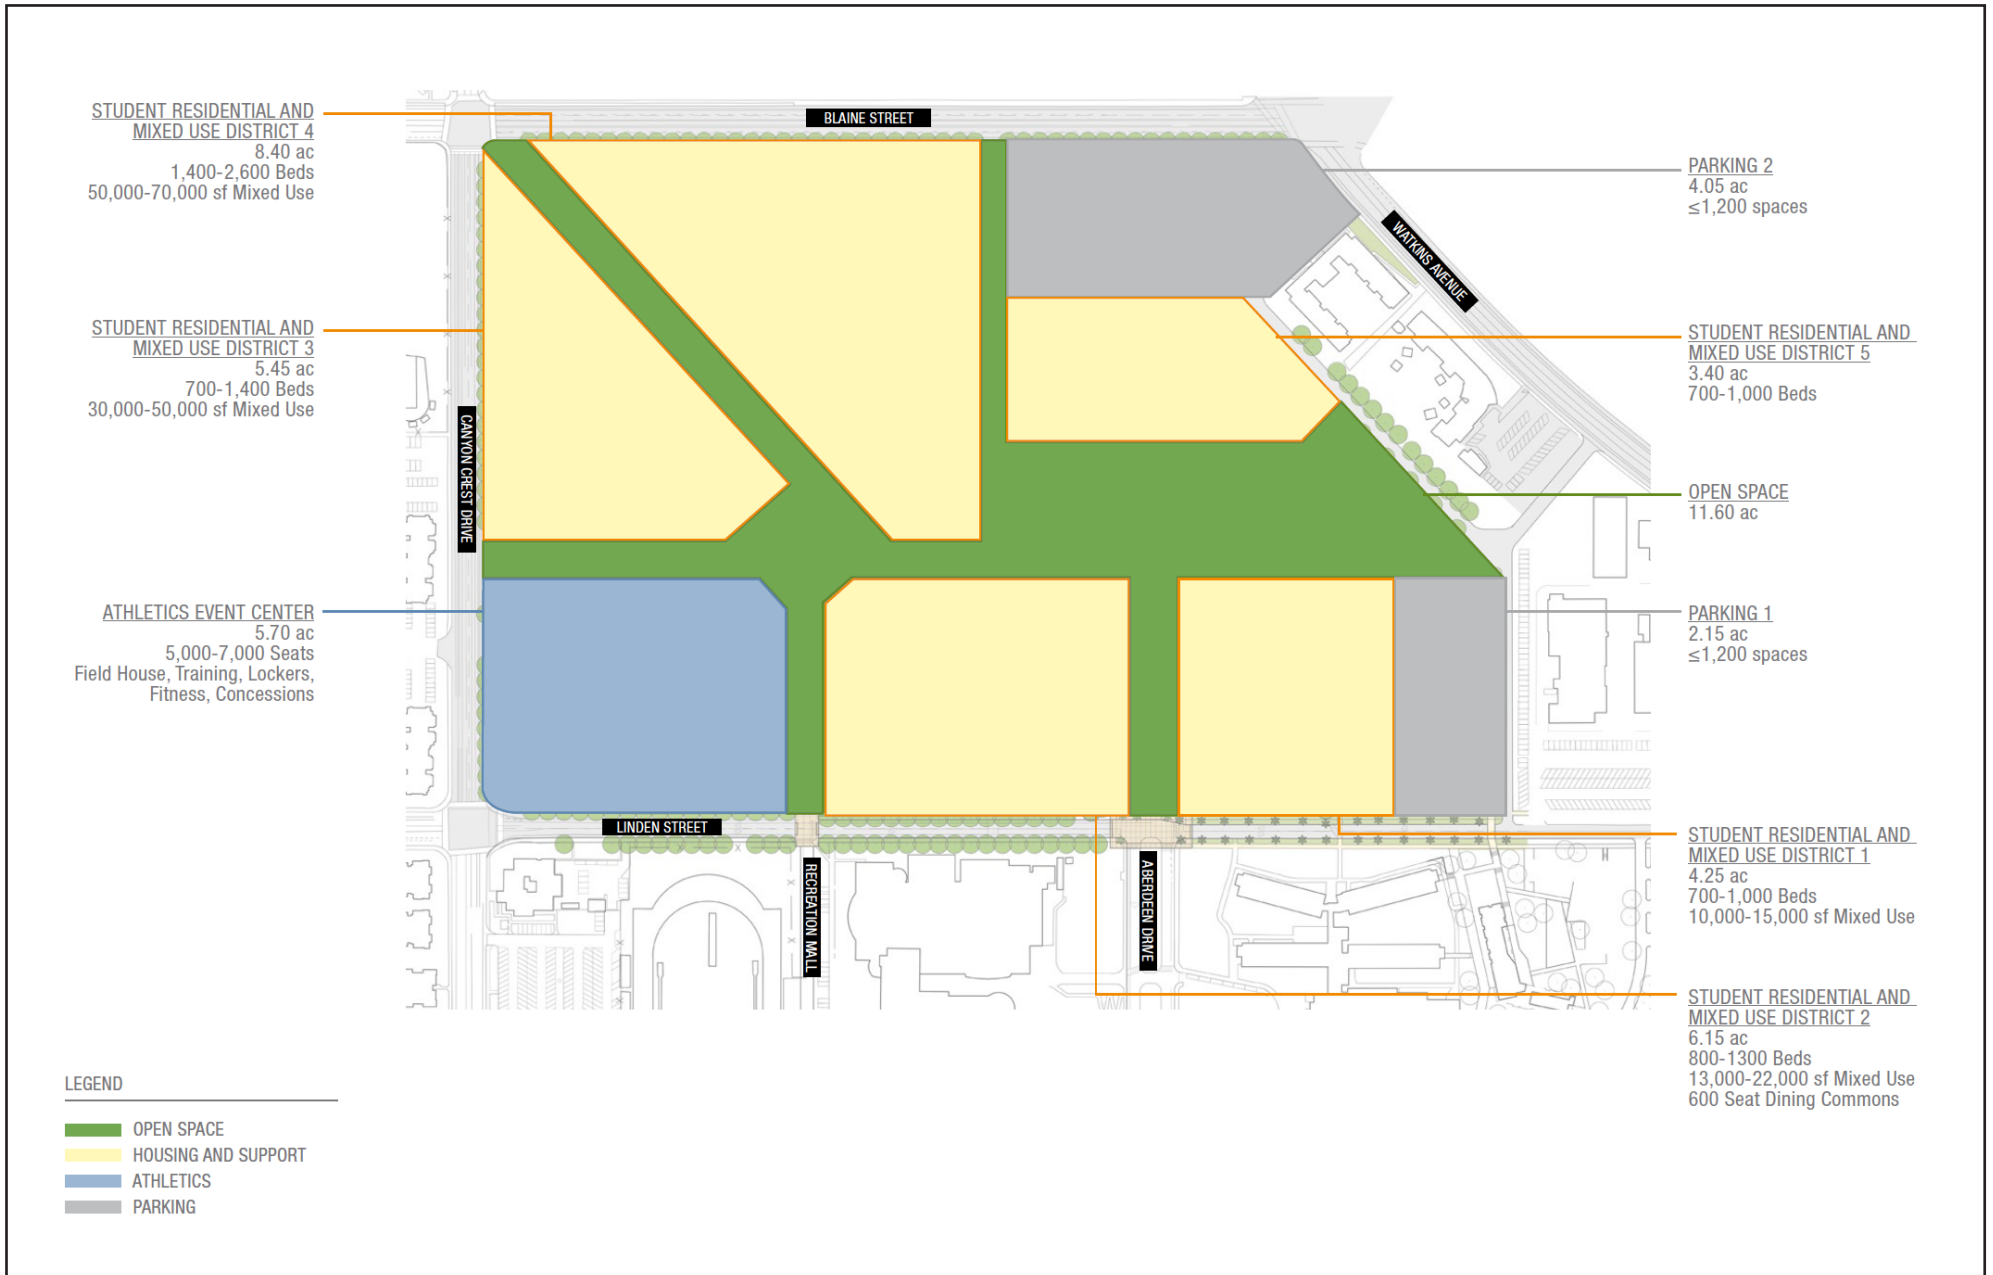 STUDENT RESIDENTIAL AND
MIXED USE DISTRICT 4
8.40 ac
1,400-2,600 Beds
50,000-70,000 sf Mixed Use
STUDENT RESIDENTIAL AND
MIXED USE DISTRICT 3
5.45 ac
700-1,400 Beds
30,000-50,000 sf Mixed Use
ATHLETICS EVENT CENTER
5.70 ac
5,000-7,000 Seats
Field House, Training, Lockers,
Fitness, Concessions
BLAINE STREET
WATKINS AVENUE
CANYON CREST DRIVE
LINDEN STREET
RECREATION MALL
ABERDEEN DRIVE
PARKING 2
4.05 ac
≤1,200 spaces
STUDENT RESIDENTIAL AND
MIXED USE DISTRICT 5
3.40 ac
700-1,000 Beds
OPEN SPACE
11.60 ac
PARKING 1
2.15 ac
≤1,200 spaces
STUDENT RESIDENTIAL AND
MIXED USE DISTRICT 1
4.25 ac
700-1,000 Beds
10,000-15,000 sf Mixed Use
STUDENT RESIDENTIAL AND
MIXED USE DISTRICT 2
6.15 ac
800-1300 Beds
13,000-22,000 sf Mixed Use
600 Seat Dining Commons
LEGEND
OPEN SPACE
HOUSING AND SUPPORT
ATHLETICS
PARKING